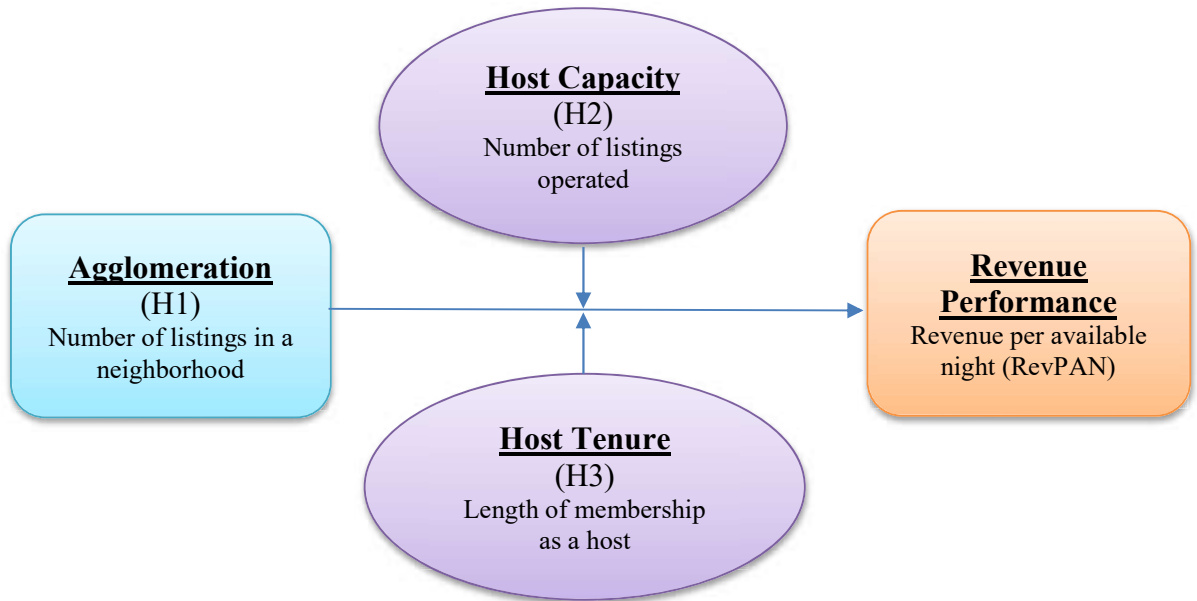 Host Capacity
(H2)
Number of listings
operated
Agglomeration
(H1)
Number of listings in a
neighborhood
Revenue
Performance
Revenue per available
night (RevPAN)
Host Tenure
(H3)
Length of membership
as a host